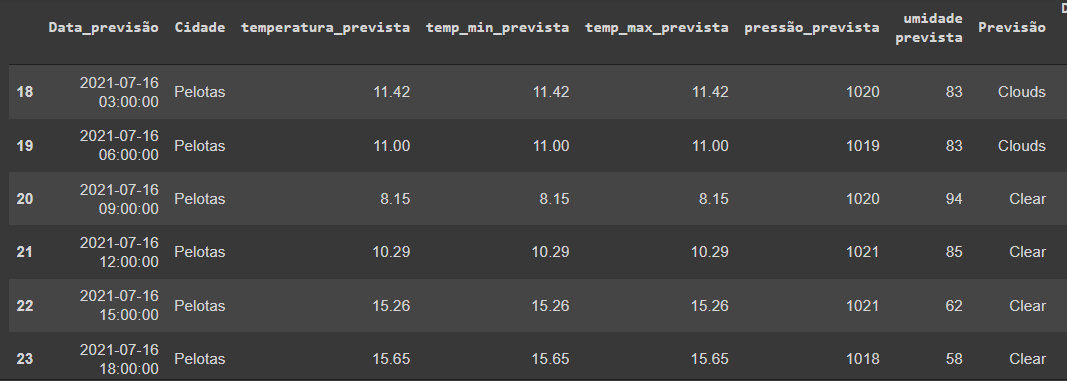 Data_previsão Cidade temperatura_prevista temp_min_prevista temp_max_prevista pressão_prevista umidade prevista Previsão D
18 2021-07-16 03:00:00 Pelotas 11.42 11.42 11.42 1020 83 Clouds
19 2021-07-16 06:00:00 Pelotas 11.00 11.00 11.00 1019 83 Clouds
20 2021-07-16 09:00:00 Pelotas 8.15 8.15 8.15 1020 94 Clear
21 2021-07-16 12:00:00 Pelotas 10.29 10.29 10.29 1021 85 Clear
22 2021-07-16 15:00:00 Pelotas 15.26 15.26 15.26 1021 62 Clear
23 2021-07-16 18:00:00 Pelotas 15.65 15.65 15.65 1018 58 Clear